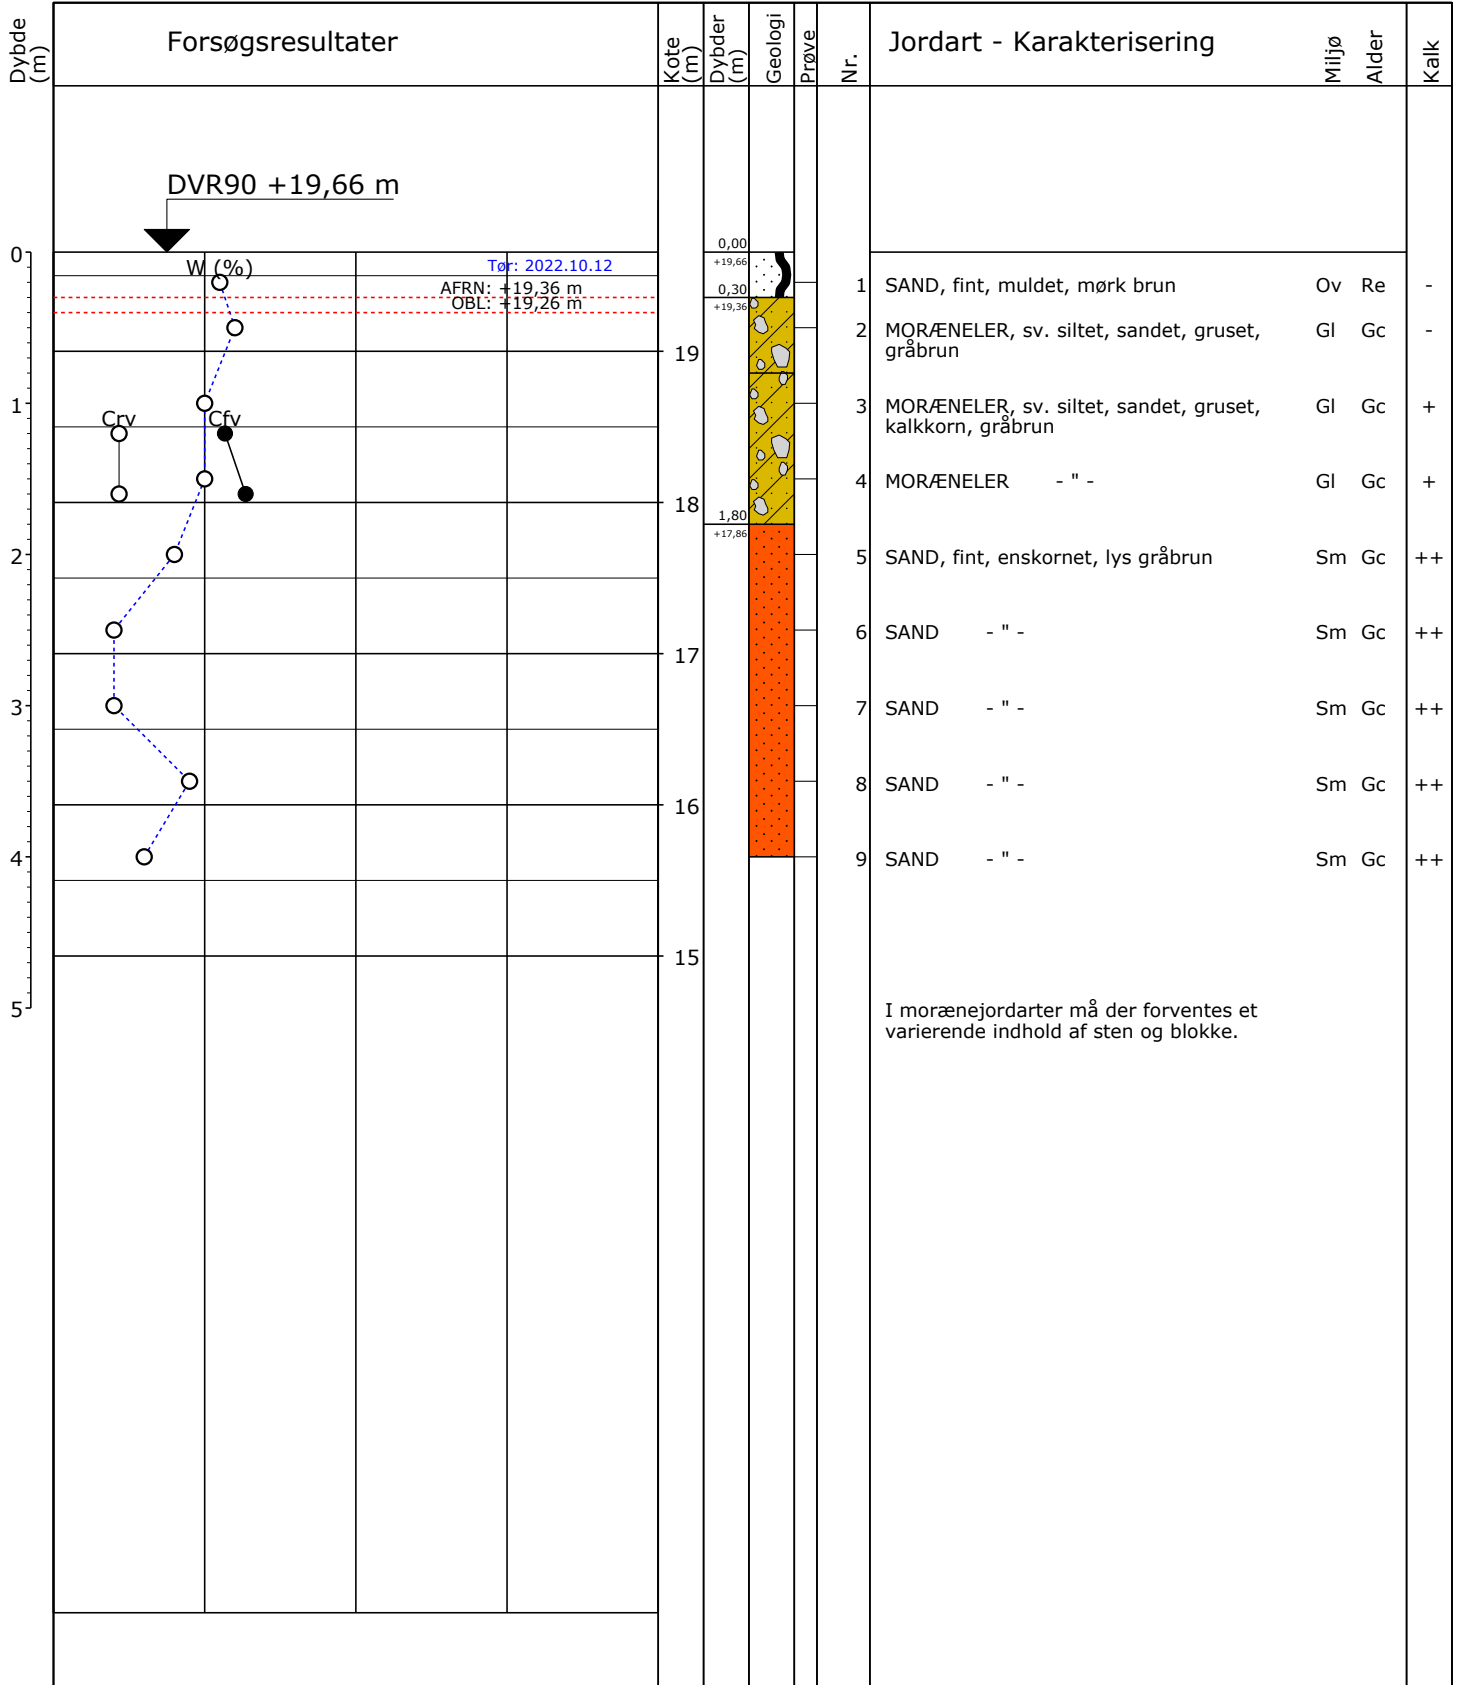 Dybde (m)
Forsøgsresultater
Kote (m)
Dybder (m)
Geologi
Prøve
Nr.
Jordart - Karakterisering
Miljø
Alder
Kalk
DVR90 +19,66 m
0
W (%)
Tør: 2022.10.12
AFRN: +19,36 m
OBL: +19,26 m
0,00
+19,66
0,30
+19,36
1 SAND, fint, muldet, mørk brun Ov Re -
2 MORÆNELER, sv. siltet, sandet, gruset, Gl Gc -
gråbrun
19
1
Crv
Cfv
3 MORÆNELER, sv. siltet, sandet, gruset, Gl Gc +
kalkkorn, gråbrun
4 MORÆNELER - " - Gl Gc +
18
1,80
+17,86
2
5 SAND, fint, enskornet, lys gråbrun Sm Gc ++
6 SAND - " - Sm Gc ++
17
3
7 SAND - " - Sm Gc ++
8 SAND - " - Sm Gc ++
16
4
9 SAND - " - Sm Gc ++
15
5
I morænejordarter må der forventes et
varierende indhold af sten og blokke.